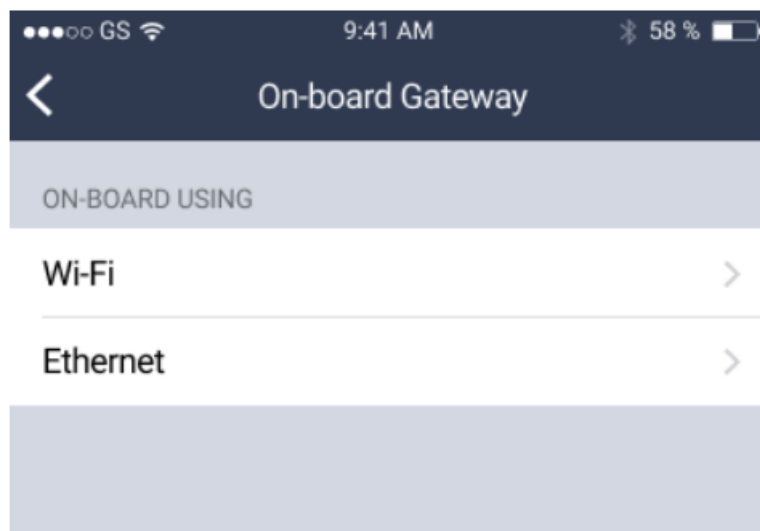 GS 9:41 AM 58 %
On-board Gateway
ON-BOARD USING
Wi-Fi
Ethernet